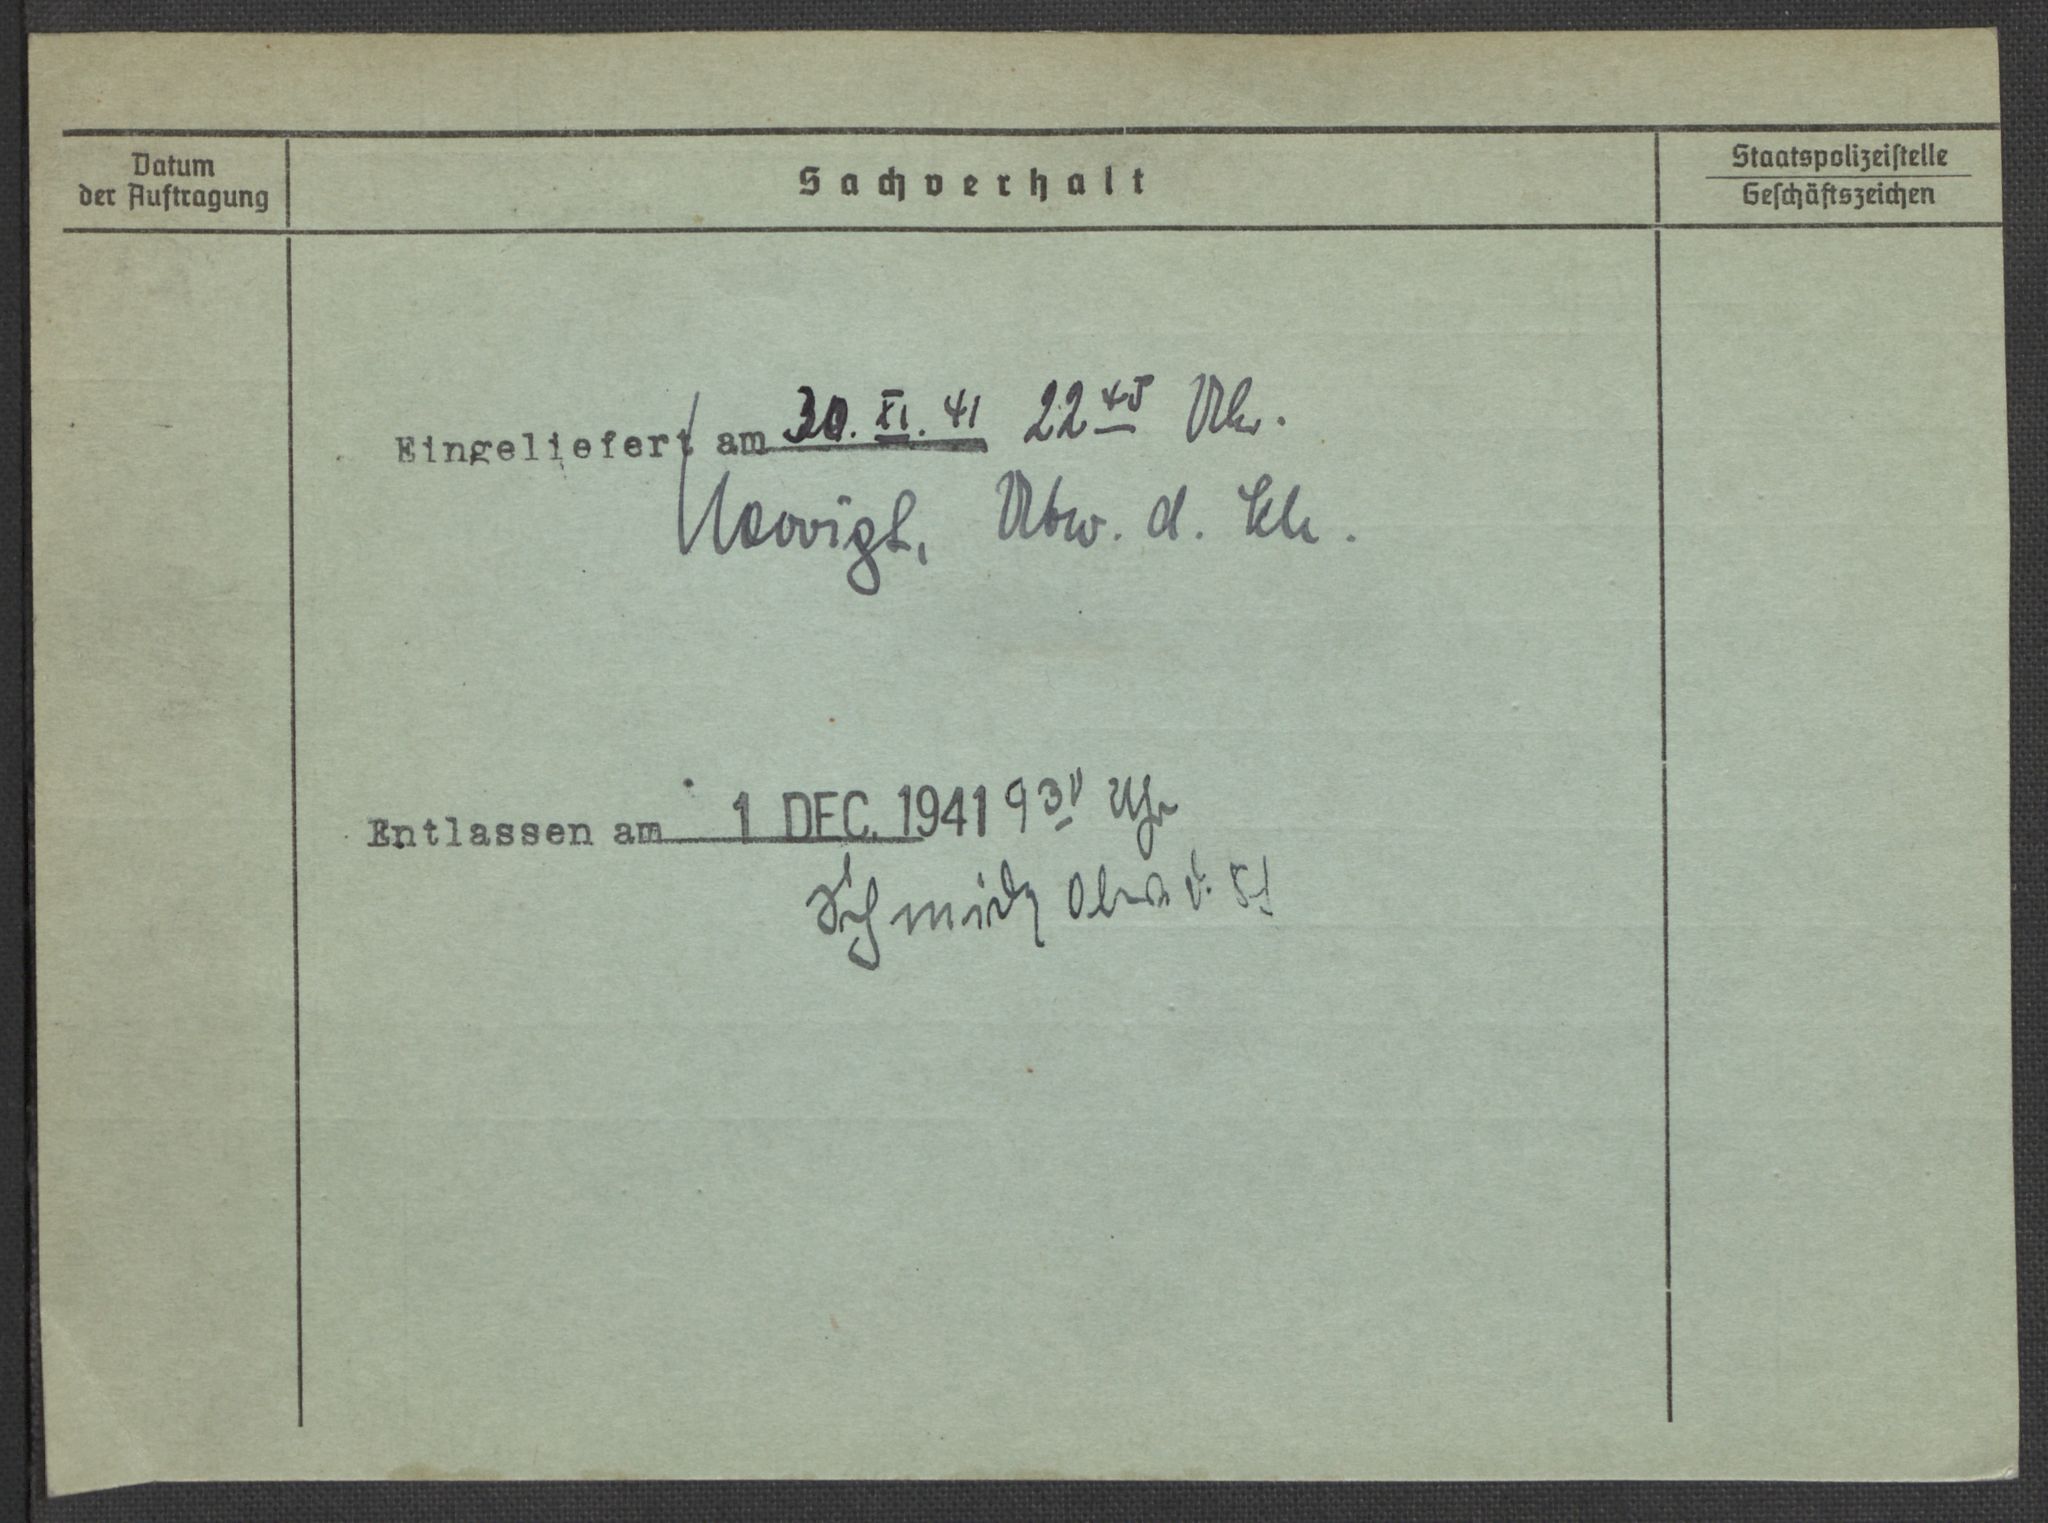 Datum
der Auftragung
Sachverhalt
Staatspolizeistelle
Geschäftszeichen
Eingeliefert am 30. XI. 41 22 45 Uhr.
d.
Entlassen am 1 DEC. 1941 9 30 Uhr
Schmidt